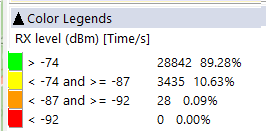 Color Legends
RX level (dBm) [Time/s]
> -74 28842 89.28%
< -74 and >= -87 3435 10.63%
< -87 and >= -92 28 0.09%
< -92 0 0.00%